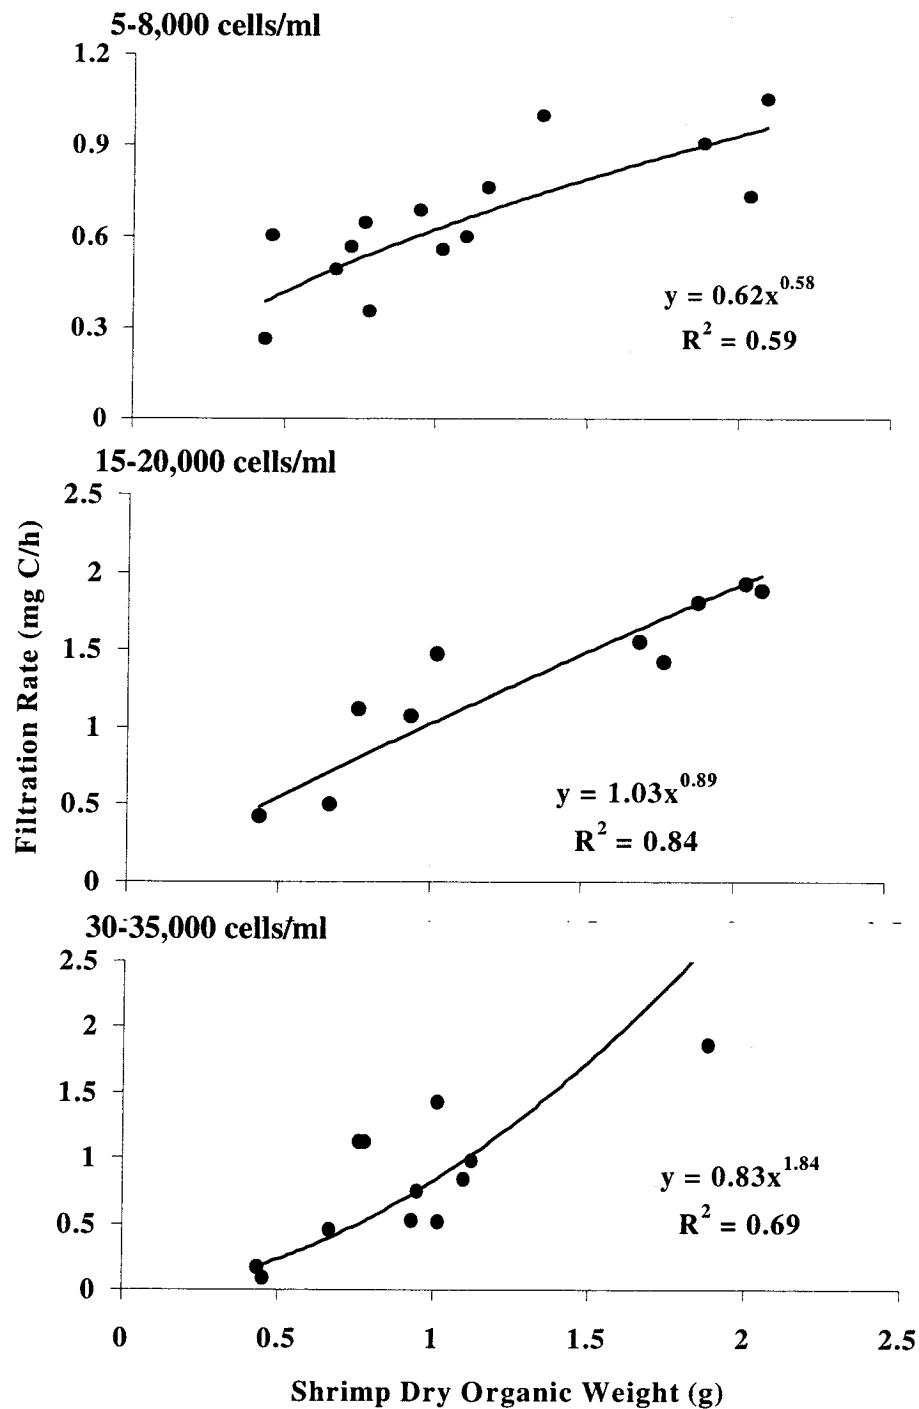 5-8,000 cells/ml
1.2
0.9
0.6
0.3
0
y = 0.62x^0.58
R^2 = 0.59
15-20,000 cells/ml
2.5
2
1.5
1
0.5
0
y = 1.03x^0.89
R^2 = 0.84
Filtration Rate (mg C/h)
30-35,000 cells/ml
2.5
2
1.5
1
0.5
0
y = 0.83x^1.84
R^2 = 0.69
0 0.5 1 1.5 2 2.5
Shrimp Dry Organic Weight (g)